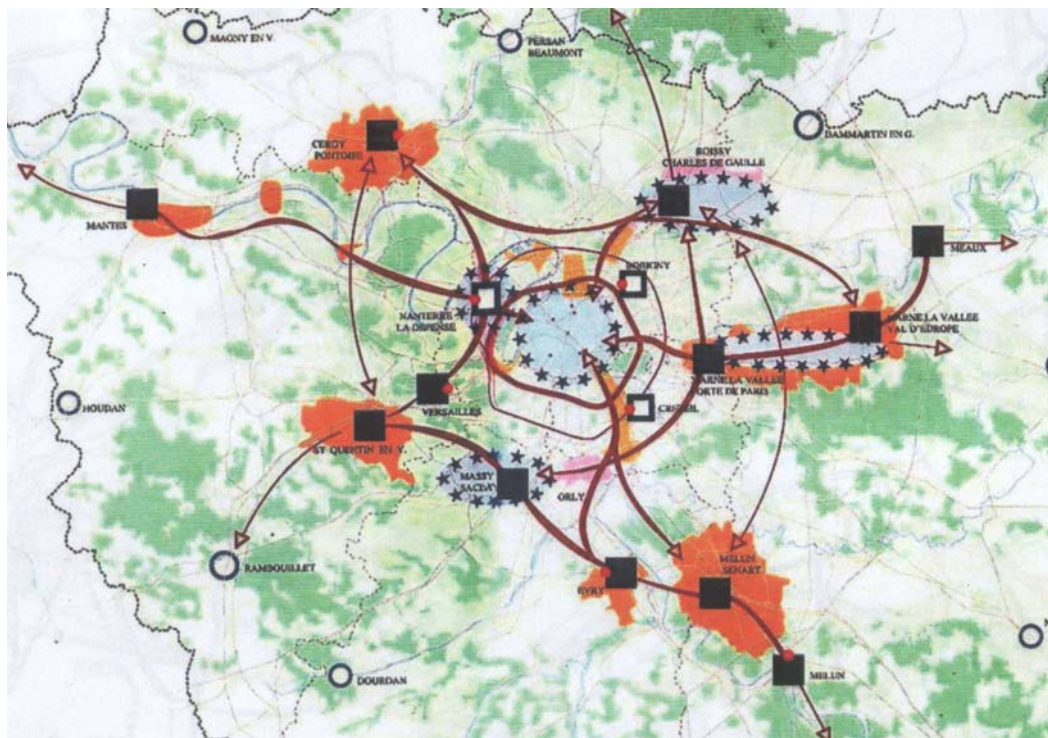 MAGNY EN V.
PERSAN
BEAUMONT
CERGY
PONTOISE
ROISSY
CHARLES DE GAULLE
DAMMARTIN EN G.
MANTES
MEAUX
BOBIGNY
NANTERRE
LA DEFENSE
MARNE LA VALLEE
VAL D'EUROPE
MARNE LA VALLEE
PORTE DE PARIS
HOUDAN
VERSAILLES
CRETEIL
ST QUENTIN EN V.
MASSY
SACLAY
ORLY
RAMBOUILLET
EVRY
MELUN
SENART
DOURDAN
MELUN